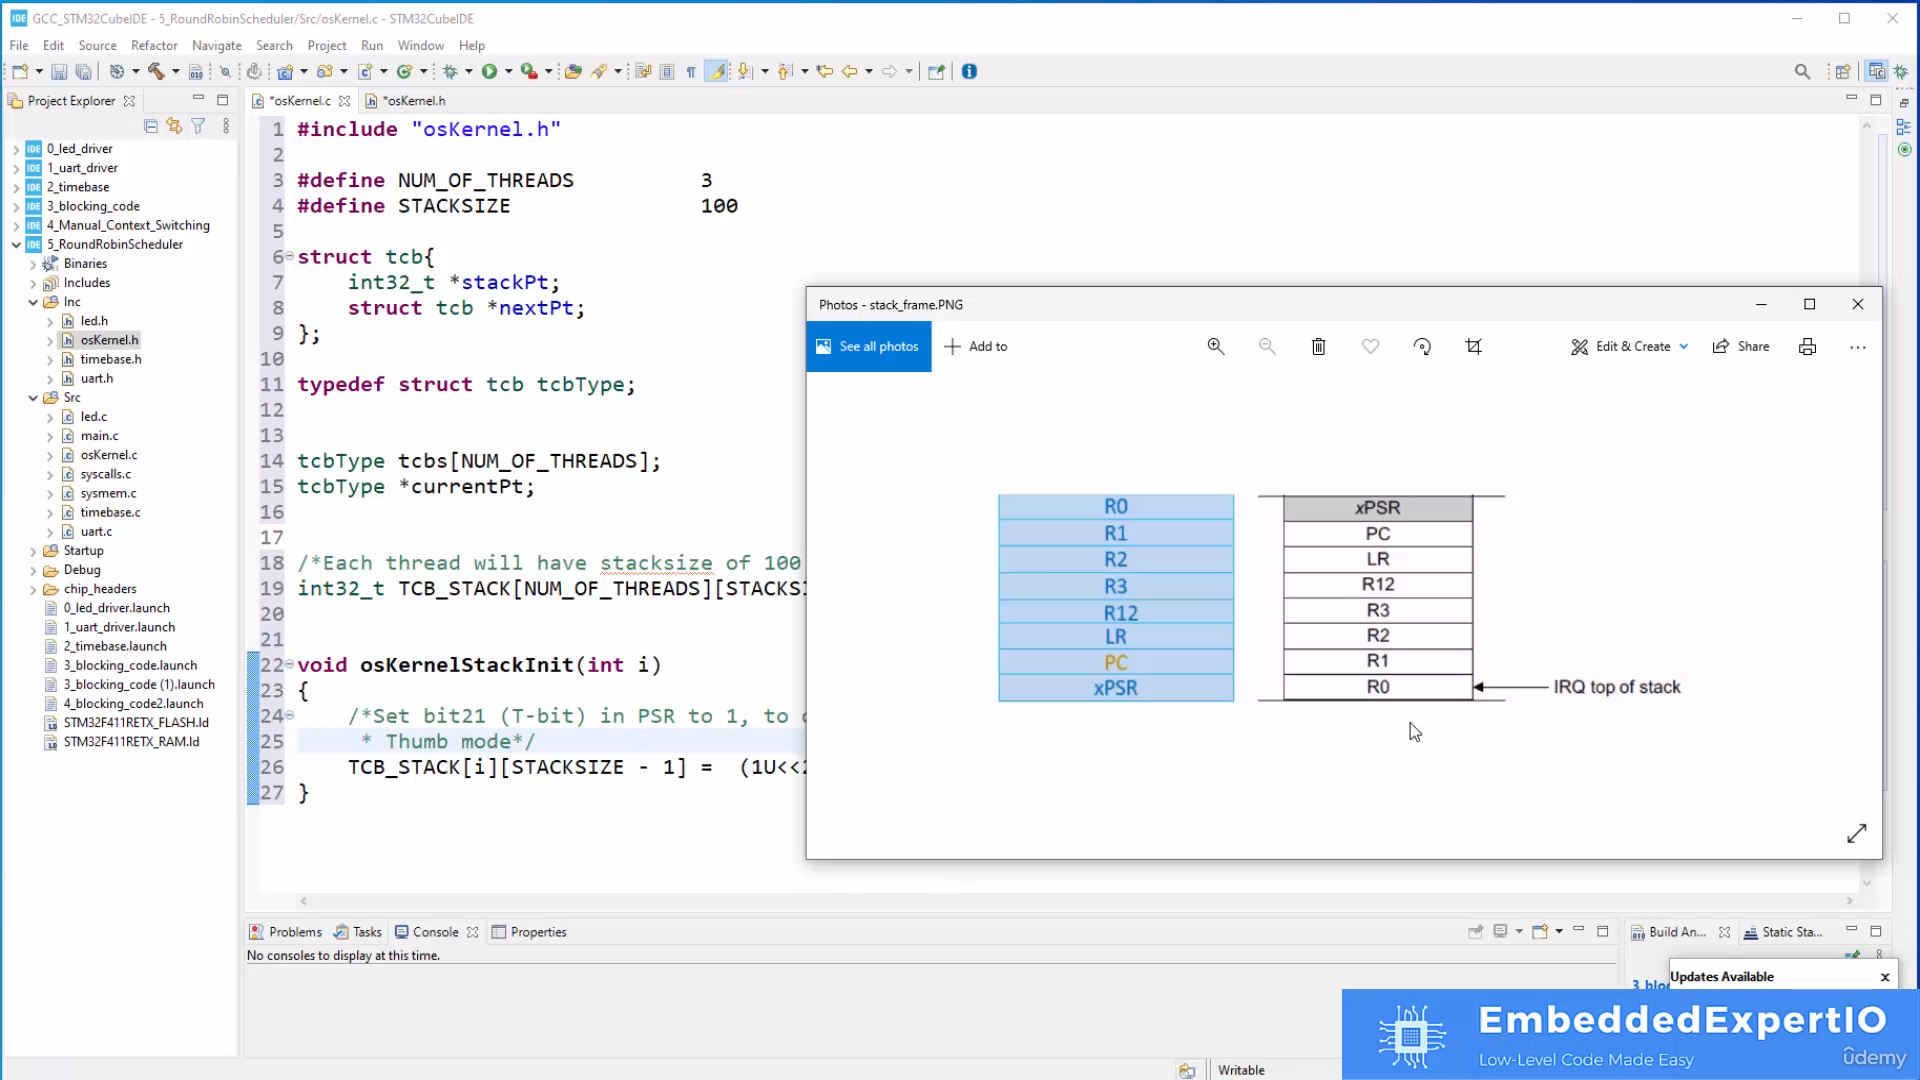 GCC_STM32CubeIDE - 5_RoundRobinScheduler/Src/osKernel.c - STM32CubeIDE
File Edit Source Refactor Navigate Search Project Run Window Help
Project Explorer
0_led_driver
1_uart_driver
2_timebase
3_blocking_code
4_Manual_Context_Switching
5_RoundRobinScheduler
Binaries
Includes
Inc
led.h
osKernel.h
timebase.h
uart.h
Src
led.c
main.c
osKernel.c
syscalls.c
sysmem.c
timebase.c
uart.c
Startup
Debug
chip_headers
0_led_driver.launch
1_uart_driver.launch
2_timebase.launch
3_blocking_code.launch
3_blocking_code (1).launch
4_blocking_code2.launch
STM32F411RETX_FLASH.ld
STM32F411RETX_RAM.ld
*osKernel.c *osKernel.h
1 #include "osKernel.h"
2
3 #define NUM_OF_THREADS 3
4 #define STACKSIZE 100
5
6 struct tcb{
7 int32_t *stackPt;
8 struct tcb *nextPt;
9 };
10
11 typedef struct tcb tcbType;
12
13
14 tcbType tcbs[NUM_OF_THREADS];
15 tcbType *currentPt;
16
17
18 /*Each thread will have stacksize of 100
19 int32_t TCB_STACK[NUM_OF_THREADS][STACKS
20
21
22 void osKernelStackInit(int i)
23 {
24 /*Set bit21 (T-bit) in PSR to 1, to
25 * Thumb mode*/
26 TCB_STACK[i][STACKSIZE - 1] = (1U<<
27 }
Photos - stack_frame.PNG
See all photos Add to Edit & Create Share
R0
R1
R2
R3
R12
LR
PC
xPSR
xPSR
PC
LR
R12
R3
R2
R1
R0
IRQ top of stack
Problems Tasks Console Properties
No consoles to display at this time.
Build An... Static Sta...
Updates Available
Writable
EmbeddedExpertIO
Low-Level Code Made Easy
ûdemy